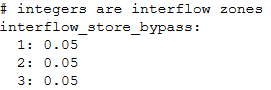 # integers are interflow zones
interflow_store_bypass:
  1: 0.05
  2: 0.05
  3: 0.05